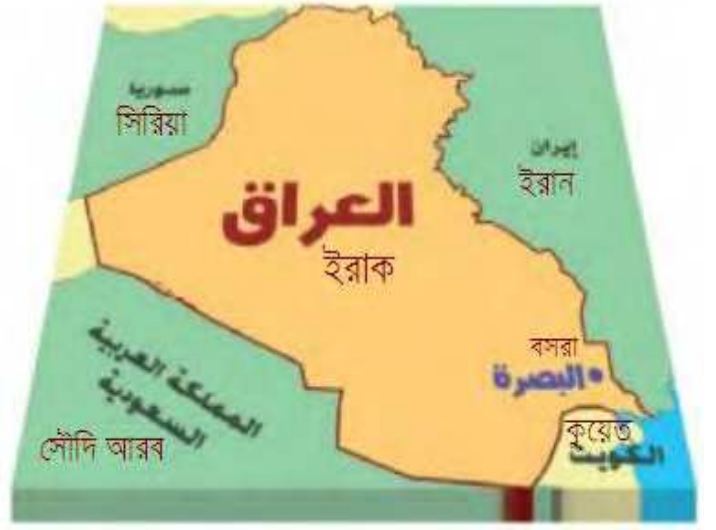 سوريا
সিরিয়া
إيران
ইরান
العراق
ইরাক
বসরা
البصرة
المملكة العربية
السعودية
সৌদি আরব
কুয়েত
الكويت